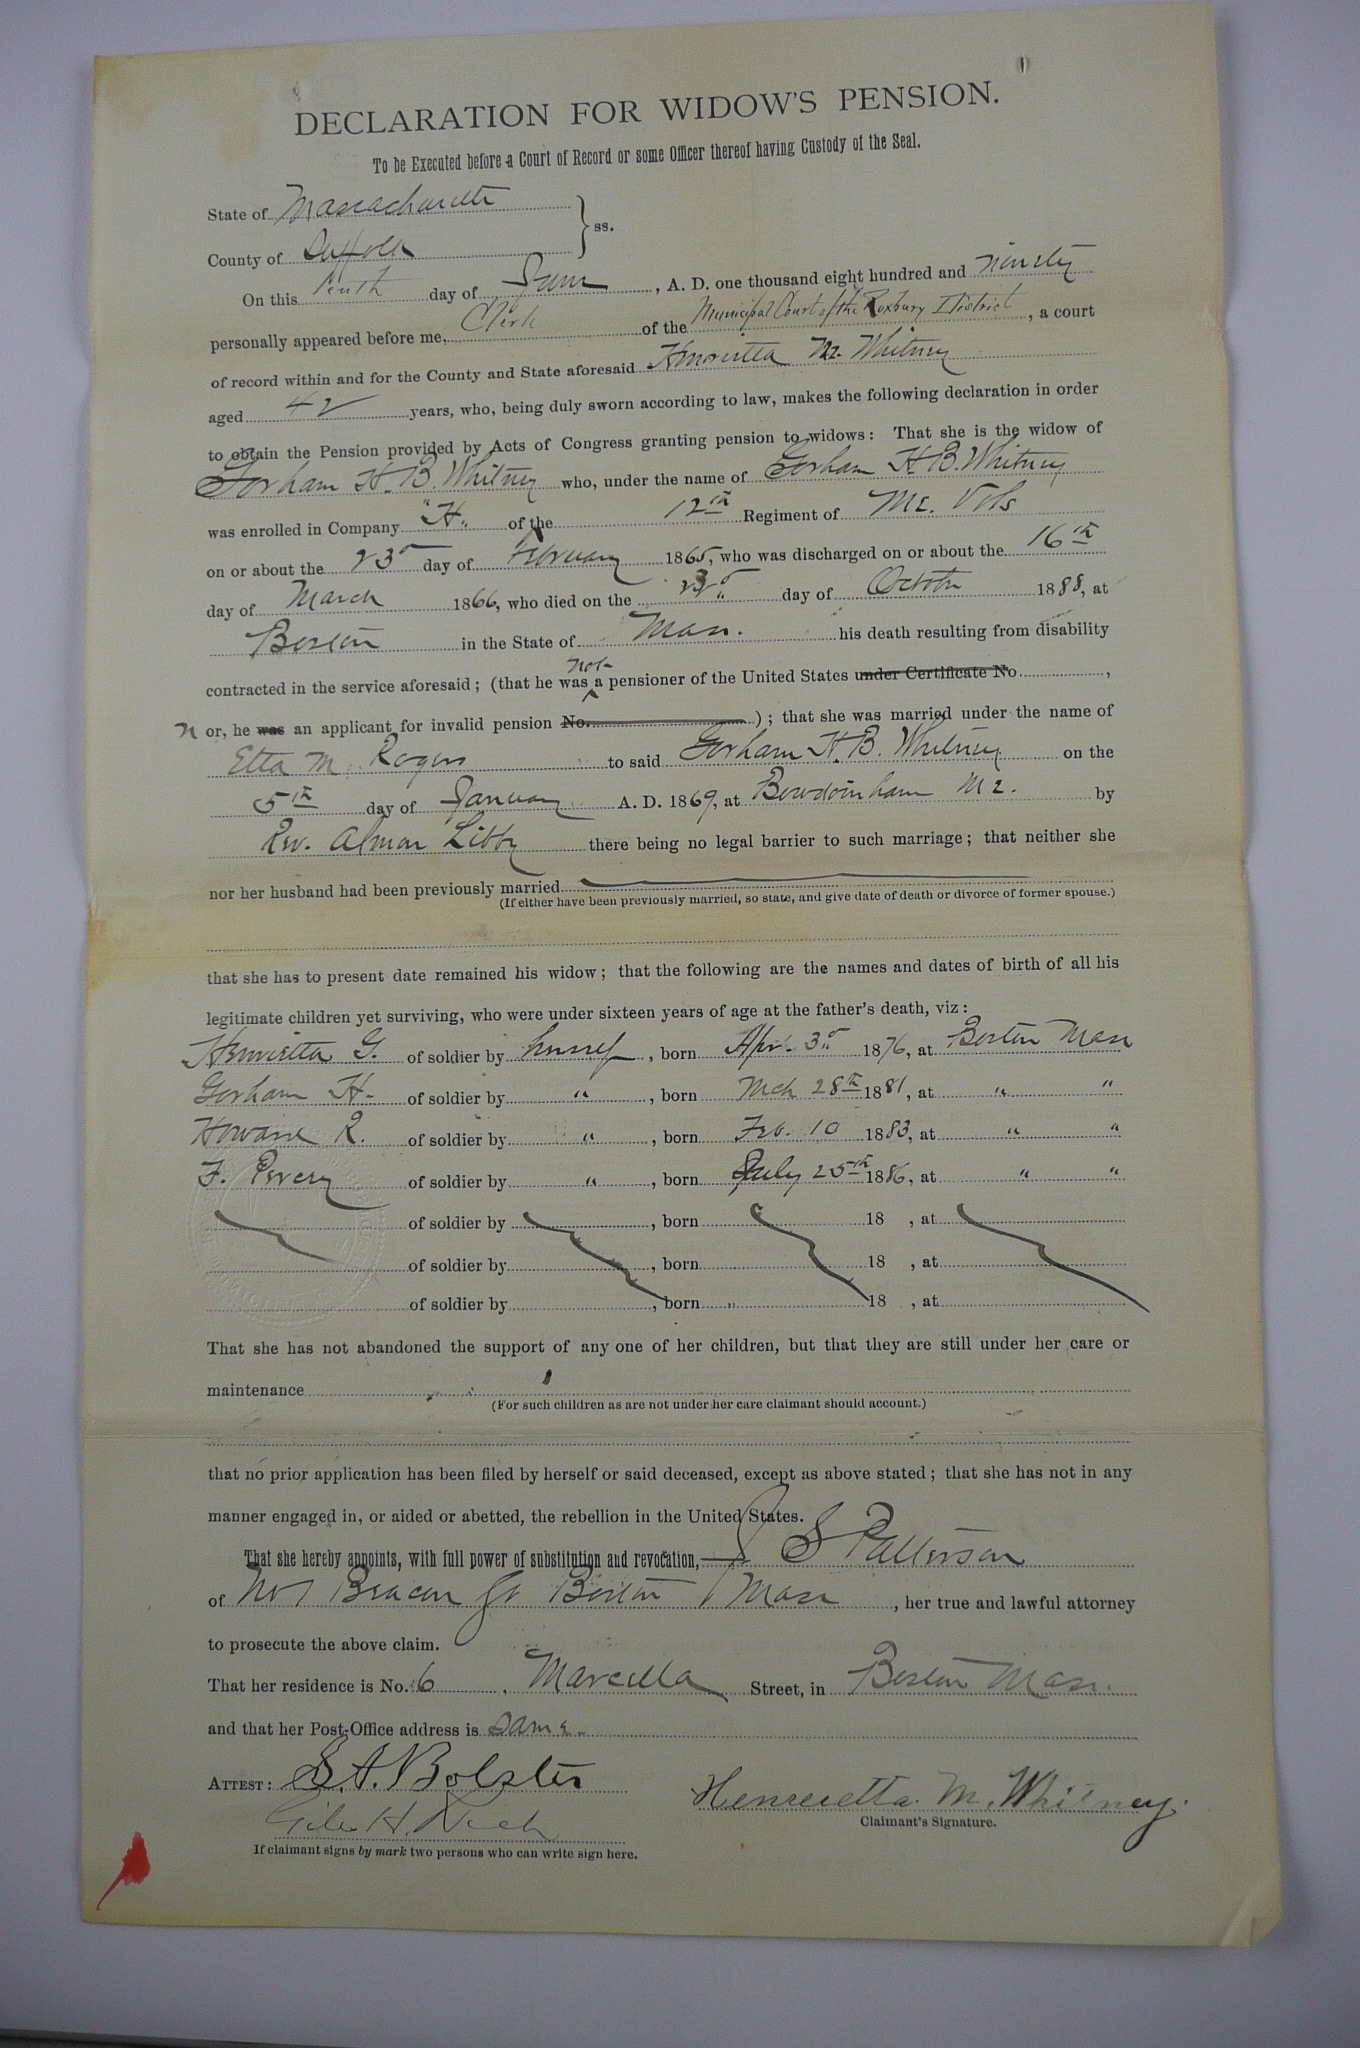 DECLARATION FOR WIDOW'S PENSION.
To be Executed before a Court of Record or some Officer thereof having Custody of the Seal.
State of Massachusetts
County of Suffolk } ss.
On this tenth day of June, A. D. one thousand eight hundred and ninety
personally appeared before me, Clerk of the Municipal Court of the Roxbury District, a court
of record within and for the County and State aforesaid Henrietta M. Whitney
aged 42 years, who, being duly sworn according to law, makes the following declaration in order
to obtain the Pension provided by Acts of Congress granting pension to widows: That she is the widow of
Gorham H. B. Whitney who, under the name of Gorham H. B. Whitney
was enrolled in Company "H" of the 12th Regiment of Me. Vols
on or about the 23d day of February 1865, who was discharged on or about the 16th
day of March 1866, who died on the day of October 1888, at
Boston in the State of Mass. his death resulting from disability
contracted in the service aforesaid; (that he was not a pensioner of the United States under Certificate No ,
nor, he was an applicant for invalid pension No. ); that she was married under the name of
Etta M. Rogers to said Gorham H. B. Whitney on the
5th day of January A. D. 1869, at Bowdoinham Me. by
Rev. Almon Libby there being no legal barrier to such marriage; that neither she
nor her husband had been previously married
(If either have been previously married, so state, and give date of death or divorce of former spouse.)
that she has to present date remained his widow; that the following are the names and dates of birth of all his
legitimate children yet surviving, who were under sixteen years of age at the father's death, viz:
Henrietta G. of soldier by herself, born Apr. 3d 1876, at Boston Mass
Gorham H. of soldier by " , born Mch 28th 1881, at " "
Howard R. of soldier by " , born Feb. 10 1883, at " "
F. Percy of soldier by " , born July 25th 1886, at " "
of soldier by , born 18 , at
of soldier by , born 18 , at
of soldier by , born " 18 , at
That she has not abandoned the support of any one of her children, but that they are still under her care or
maintenance
(For such children as are not under her care claimant should account.)
that no prior application has been filed by herself or said deceased, except as above stated; that she has not in any
manner engaged in, or aided or abetted, the rebellion in the United States.
That she hereby appoints, with full power of substitution and revocation, J S Patterson
of No 1 Beacon St Boston Mass, her true and lawful attorney
to prosecute the above claim.
That her residence is No. 6 Marcella Street, in Boston Mass.
and that her Post-Office address is same.
ATTEST: S. A. Bolster
H.
Henrietta M. Whitney.
Claimant's Signature.
If claimant signs by mark two persons who can write sign here.